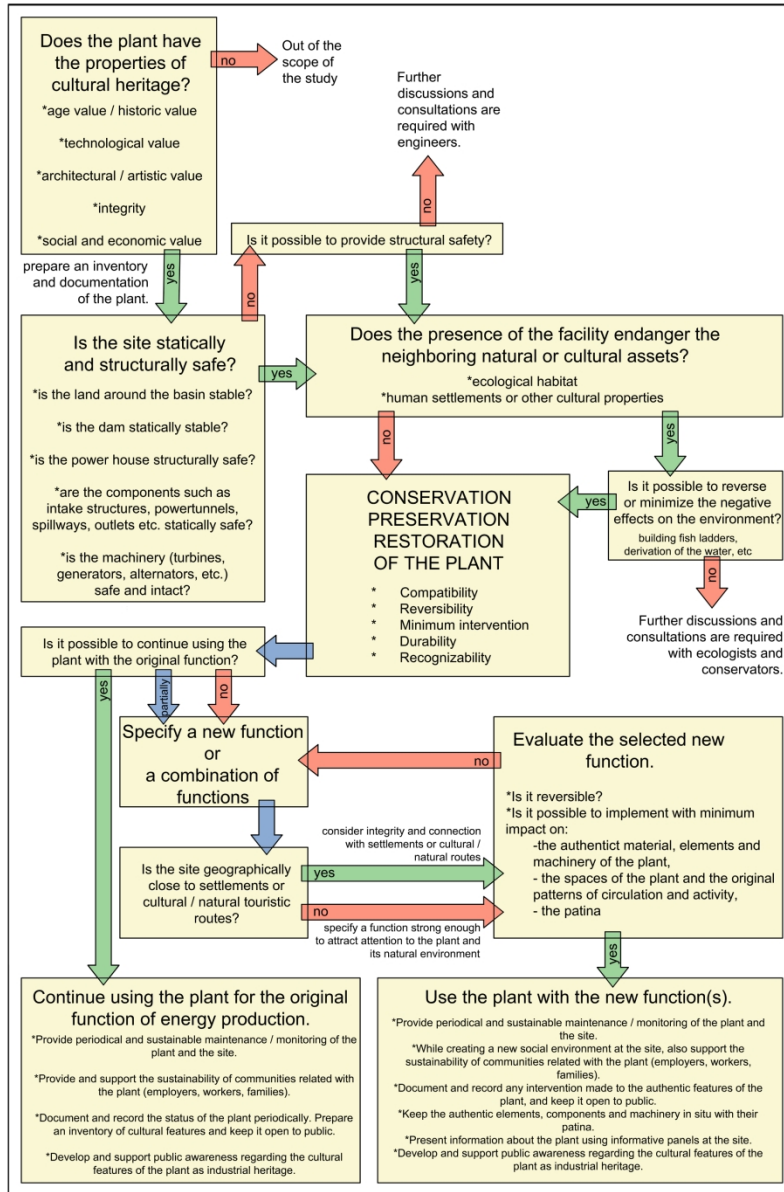 Does the plant have
the properties of
cultural heritage?
*age value / historic value
*technological value
*architectural / artistic value
*integrity
*social and economic value
no
Out of the
scope of
the study
Further
discussions and
consultations are
required with
engineers.
no
Is it possible to provide structural safety?
yes
prepare an inventory
and documentation
of the plant.
no
yes
Is the site statically
and structurally safe?
*is the land around the basin stable?
*is the dam statically stable?
*is the power house structurally safe?
*are the components such as
intake structures, powertunnels,
spillways, outlets etc. statically safe?
*is the machinery (turbines,
generators, alternators, etc.)
safe and intact?
yes
Does the presence of the facility endanger the
neighboring natural or cultural assets?
*ecological habitat
*human settlements or other cultural properties
no
yes
Is it possible to reverse
or minimize the negative
effects on the environment?
building fish ladders,
derivation of the water, etc
yes
no
Further discussions and
consultations are required
with ecologists and
conservators.
CONSERVATION
PRESERVATION
RESTORATION
OF THE PLANT
* Compatibility
* Reversibility
* Minimum intervention
* Durability
* Recognizability
Is it possible to continue using the
plant with the original function?
yes
partially
no
Specify a new function
or
a combination of
functions
no
Evaluate the selected new
function.
*Is it reversible?
*Is it possible to implement with minimum
impact on:
-the authentict material, elements and
machinery of the plant,
- the spaces of the plant and the original
patterns of circulation and activity,
- the patina
consider integrity and connection
with settlements or cultural /
natural routes
yes
Is the site geographically
close to settlements or
cultural / natural touristic
routes?
no
specify a function strong enough
to attract attention to the plant and
its natural environment
yes
Continue using the plant for the original
function of energy production.
*Provide periodical and sustainable maintenance / monitoring of the
plant and the site.
*Provide and support the sustainability of communities related with
the plant (employers, workers, families).
*Document and record the status of the plant periodically. Prepare
an inventory of cultural features and keep it open to public.
*Develop and support public awareness regarding the cultural
features of the plant as industrial heritage.
Use the plant with the new function(s).
*Provide periodical and sustainable maintenance / monitoring of the plant and
the site.
*While creating a new social environment at the site, also support the
sustainability of communities related with the plant (employers, workers,
families).
*Document and record any intervention made to the authentic features of the
plant, and keep it open to public.
*Keep the authentic elements, components and machinery in situ with their
patina.
*Present information about the plant using informative panels at the site.
*Develop and support public awareness regarding the cultural features of the
plant as industrial heritage.